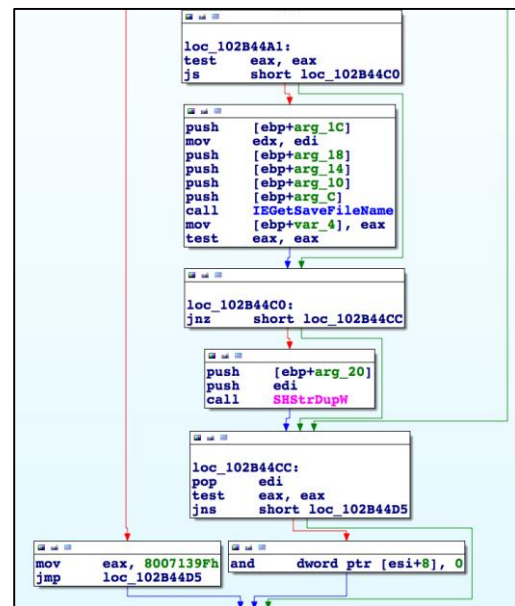 loc_102B44A1:
test eax, eax
js short loc_102B44C0
push [ebp+arg_1C]
mov edx, edi
push [ebp+arg_18]
push [ebp+arg_14]
push [ebp+arg_10]
push [ebp+arg_C]
call IEGetSaveFileName
mov [ebp+var_4], eax
test eax, eax
loc_102B44C0:
jnz short loc_102B44CC
push [ebp+arg_20]
push edi
call SHStrDupW
loc_102B44CC:
pop edi
test eax, eax
jns short loc_102B44D5
mov eax, 8007139Fh
jmp loc_102B44D5
and dword ptr [esi+8], 0